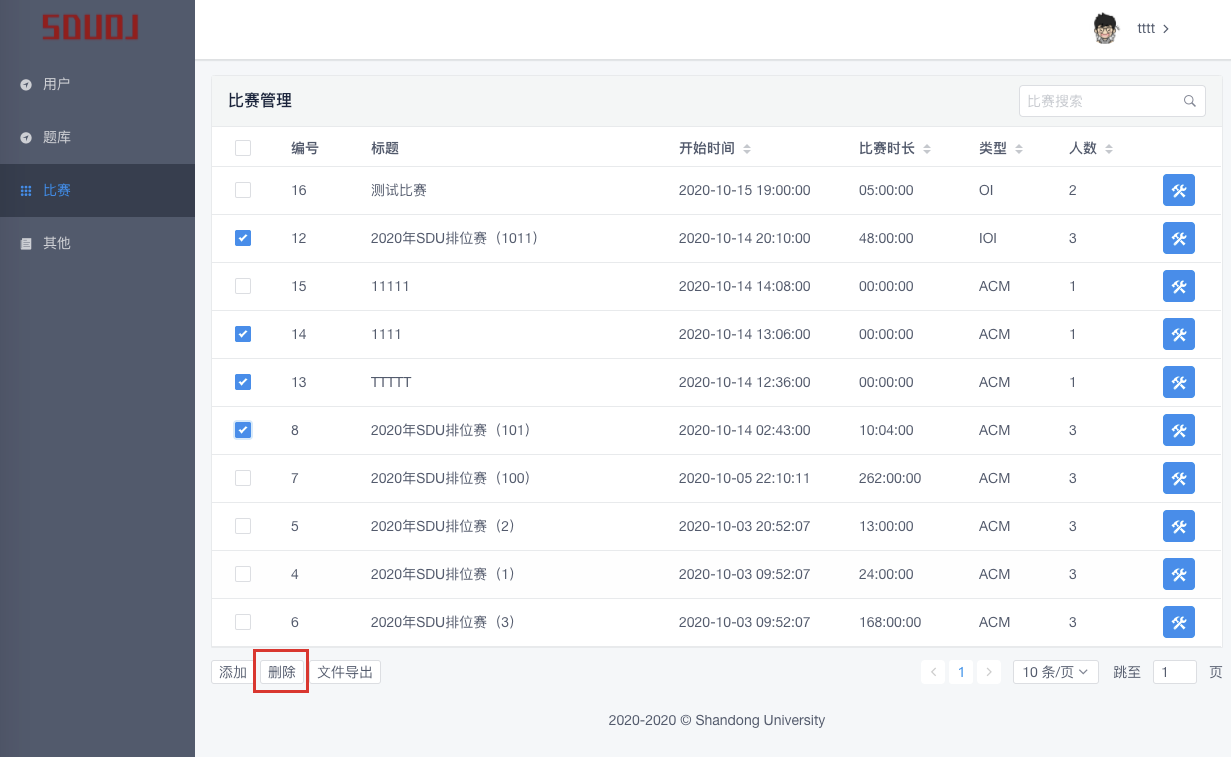 SDUOJ
tttt
用户
题库
比赛
其他
比赛管理 比赛搜索
编号 标题 开始时间 比赛时长 类型 人数
16 测试比赛 2020-10-15 19:00:00 05:00:00 OI 2
12 2020年SDU排位赛（1011） 2020-10-14 20:10:00 48:00:00 IOI 3
15 11111 2020-10-14 14:08:00 00:00:00 ACM 1
14 1111 2020-10-14 13:06:00 00:00:00 ACM 1
13 TTTTT 2020-10-14 12:36:00 00:00:00 ACM 1
8 2020年SDU排位赛（101） 2020-10-14 02:43:00 10:04:00 ACM 3
7 2020年SDU排位赛（100） 2020-10-05 22:10:11 262:00:00 ACM 3
5 2020年SDU排位赛（2） 2020-10-03 20:52:07 13:00:00 ACM 3
4 2020年SDU排位赛（1） 2020-10-03 09:52:07 24:00:00 ACM 3
6 2020年SDU排位赛（3） 2020-10-03 09:52:07 168:00:00 ACM 3
添加 删除 文件导出 1 10 条/页 跳至 1 页
2020-2020 © Shandong University